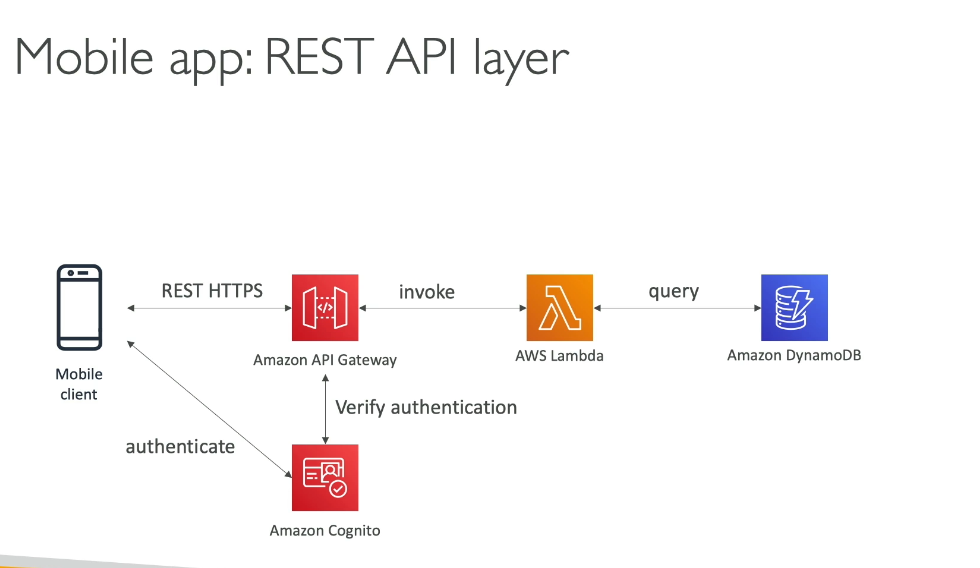 Mobile app: REST API layer
REST HTTPS
invoke
query
Amazon API Gateway
AWS Lambda
Amazon DynamoDB
Mobile
client
Verify authentication
authenticate
Amazon Cognito